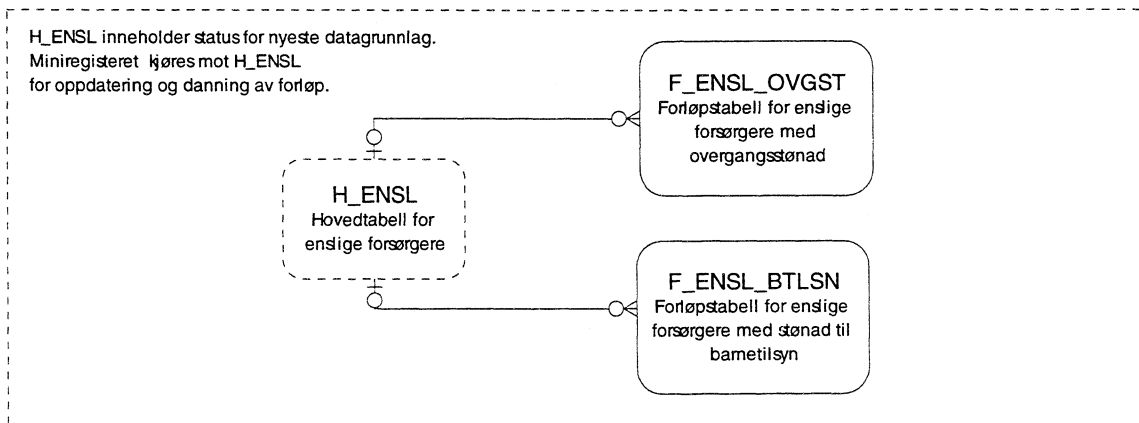 H_ENSL inneholder status for nyeste datagrunnlag.
Miniregisteret kjøres mot H_ENSL
for oppdatering og danning av forløp.
F_ENSL_OVGST
Forløpstabell for enslige
forsørgere med
overgangsstønad
H_ENSL
Hovedtabell for
enslige forsørgere
F_ENSL_BTLSN
Forløpstabell for enslige
forsørgere med stønad til
barnetilsyn